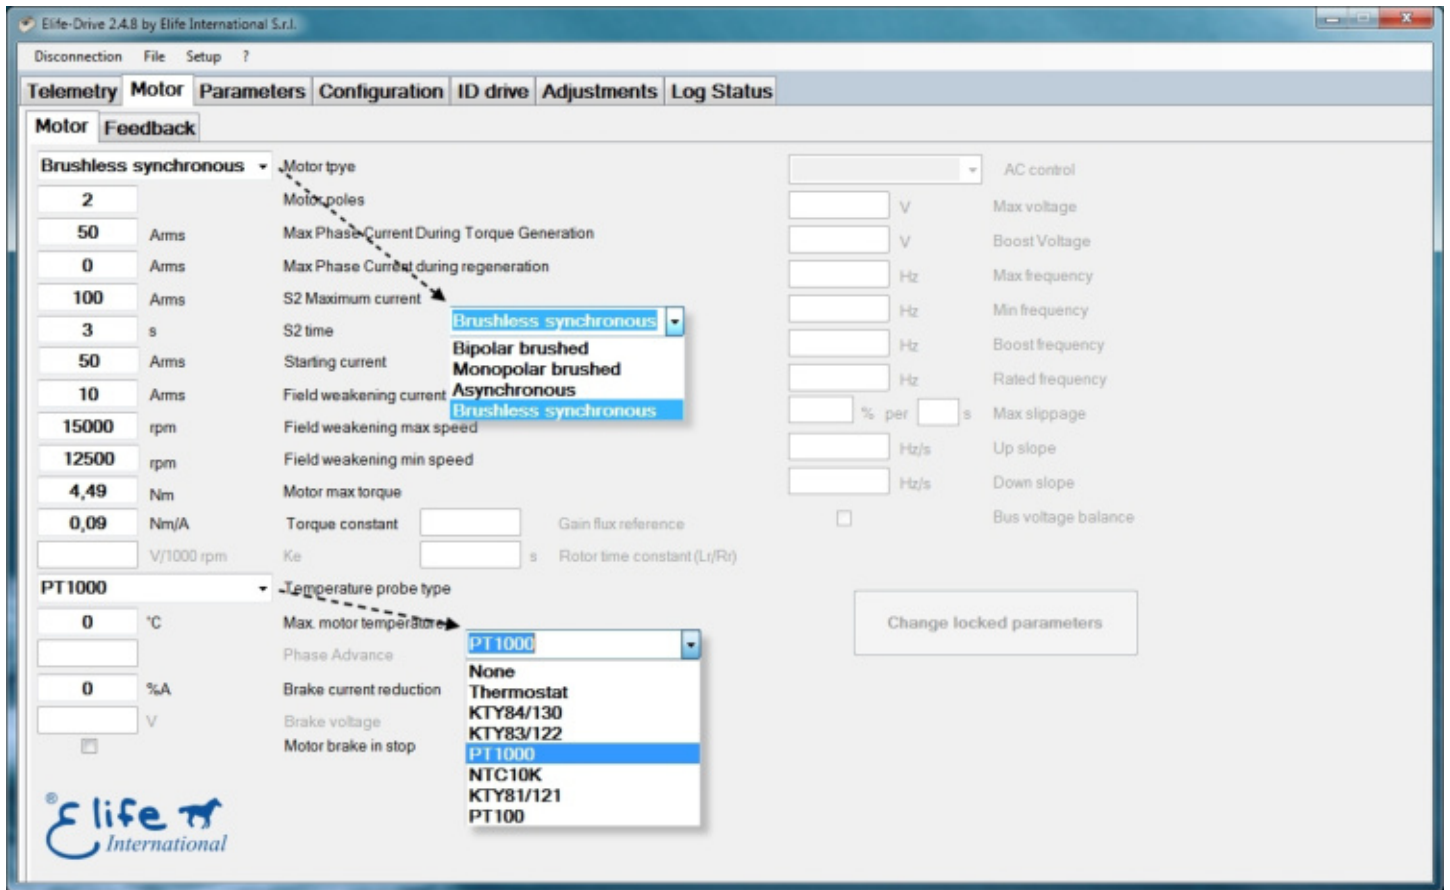 Elife-Drive 2.4.8 by Elife International S.r.l.
Disconnection File Setup ?
Telemetry Motor Parameters Configuration ID drive Adjustments Log Status
Motor Feedback
Brushless synchronous Motor tpye
2 Motor poles
50 Arms Max Phase Current During Torque Generation
0 Arms Max Phase Current during regeneration
100 Arms S2 Maximum current
3 s S2 time
50 Arms Starting current
10 Arms Field weakening current
15000 rpm Field weakening max speed
12500 rpm Field weakening min speed
4,49 Nm Motor max torque
0,09 Nm/A Torque constant Gain flux reference
V/1000 rpm Ke s Rotor time constant (Lr/Rr)
PT1000 Temperature probe type
0 °C Max. motor temperature
Phase Advance
0 %A Brake current reduction
V Brake voltage
Motor brake in stop
Brushless synchronous
Bipolar brushed
Monopolar brushed
Asynchronous
Brushless synchronous
PT1000
None
Thermostat
KTY84/130
KTY83/122
PT1000
NTC10K
KTY81/121
PT100
AC control
V Max voltage
V Boost Voltage
Hz Max frequency
Hz Min frequency
Hz Boost frequency
Hz Rated frequency
% per s Max slippage
Hz/s Up slope
Hz/s Down slope
Bus voltage balance
Change locked parameters
® Elife
International